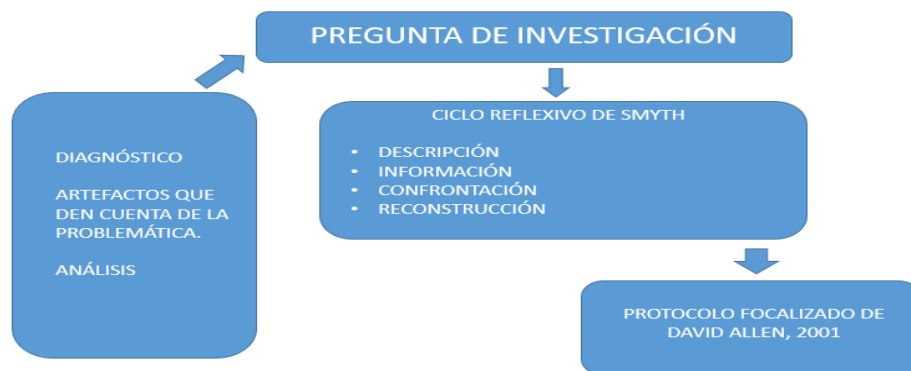 PREGUNTA DE INVESTIGACIÓN
DIAGNÓSTICO
ARTEFACTOS QUE
DEN CUENTA DE LA
PROBLEMÁTICA.
ANÁLISIS
CICLO REFLEXIVO DE SMYTH
• DESCRIPCIÓN
• INFORMACIÓN
• CONFRONTACIÓN
• RECONSTRUCCIÓN
PROTOCOLO FOCALIZADO DE
DAVID ALLEN, 2001